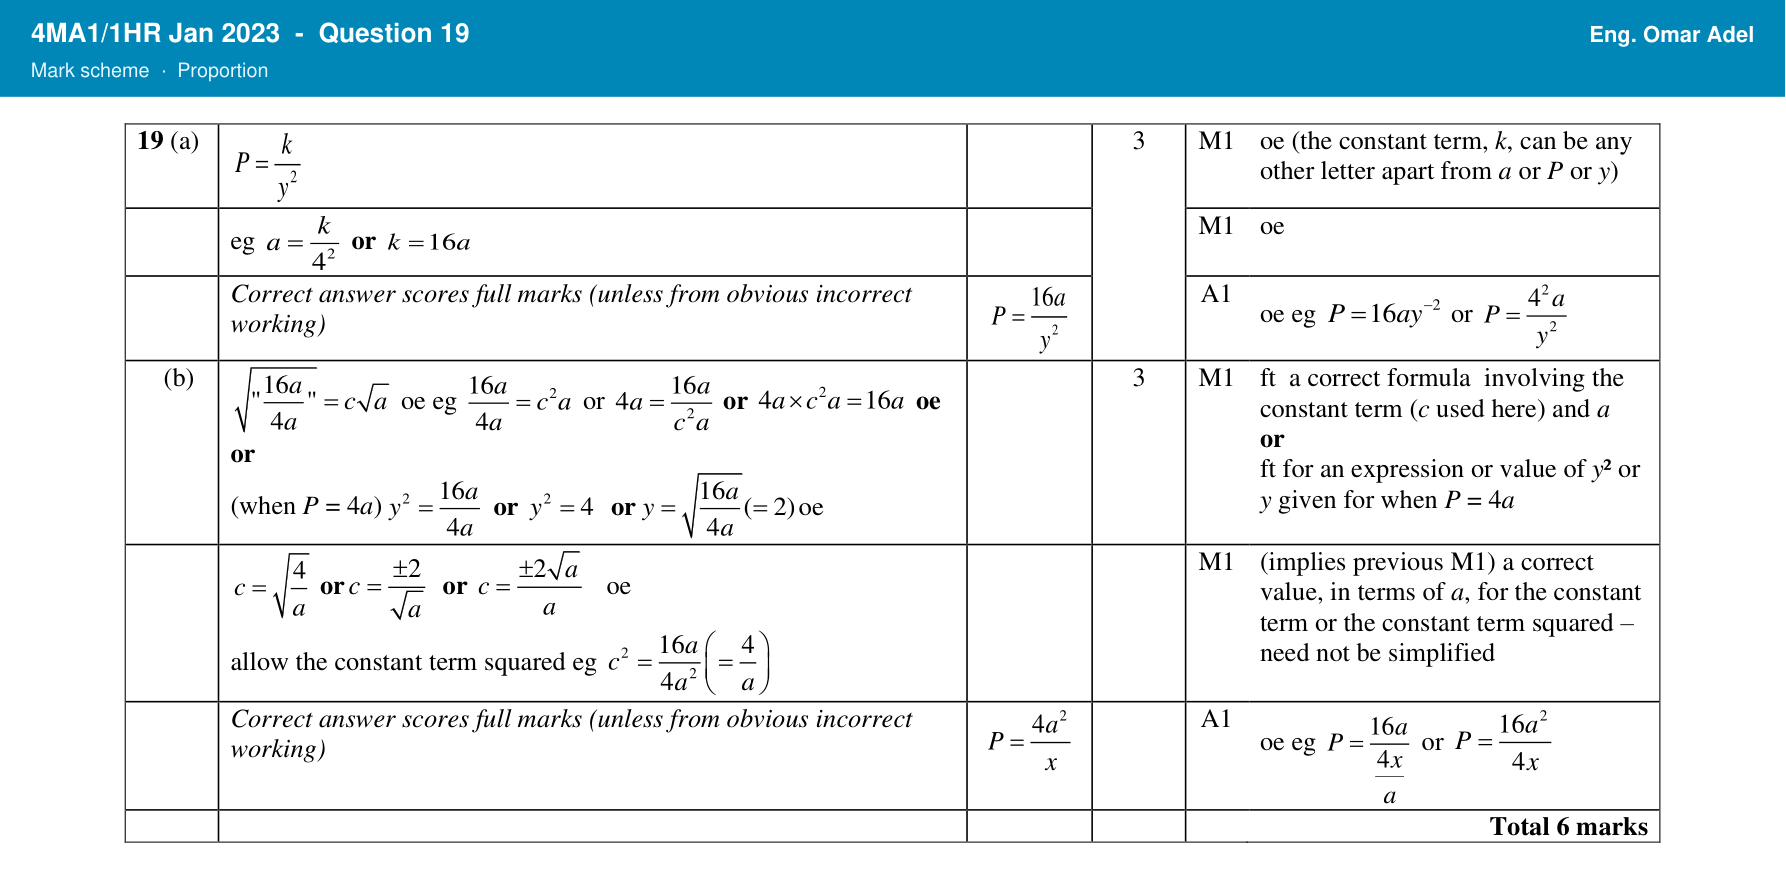 4MA1/1HR Jan 2023 - Question 19
Eng. Omar Adel
Mark scheme · Proportion
19 (a) P = k/y² 3 M1 oe (the constant term, k, can be any
other letter apart from a or P or y)
eg a = k/4² or k = 16a M1 oe
Correct answer scores full marks (unless from obvious incorrect
working)
P = 16a/y²
A1 oe eg P = 16ay⁻² or P = 4²a/y²
(b) √("16a/4a") = c√a oe eg 16a/4a = c²a or 4a = 16a/c²a or 4a × c²a = 16a oe
or
(when P = 4a) y² = 16a/4a or y² = 4 or y = √(16a/4a) (= 2) oe
3 M1 ft a correct formula involving the
constant term (c used here) and a
or
ft for an expression or value of y² or
y given for when P = 4a
c = √(4/a) or c = ±2/√a or c = ±2√a/a oe
allow the constant term squared eg c² = 16a/4a² (= 4/a)
M1 (implies previous M1) a correct
value, in terms of a, for the constant
term or the constant term squared –
need not be simplified
Correct answer scores full marks (unless from obvious incorrect
working)
P = 4a²/x
A1 oe eg P = 16a/(4x/a) or P = 16a²/4x
Total 6 marks